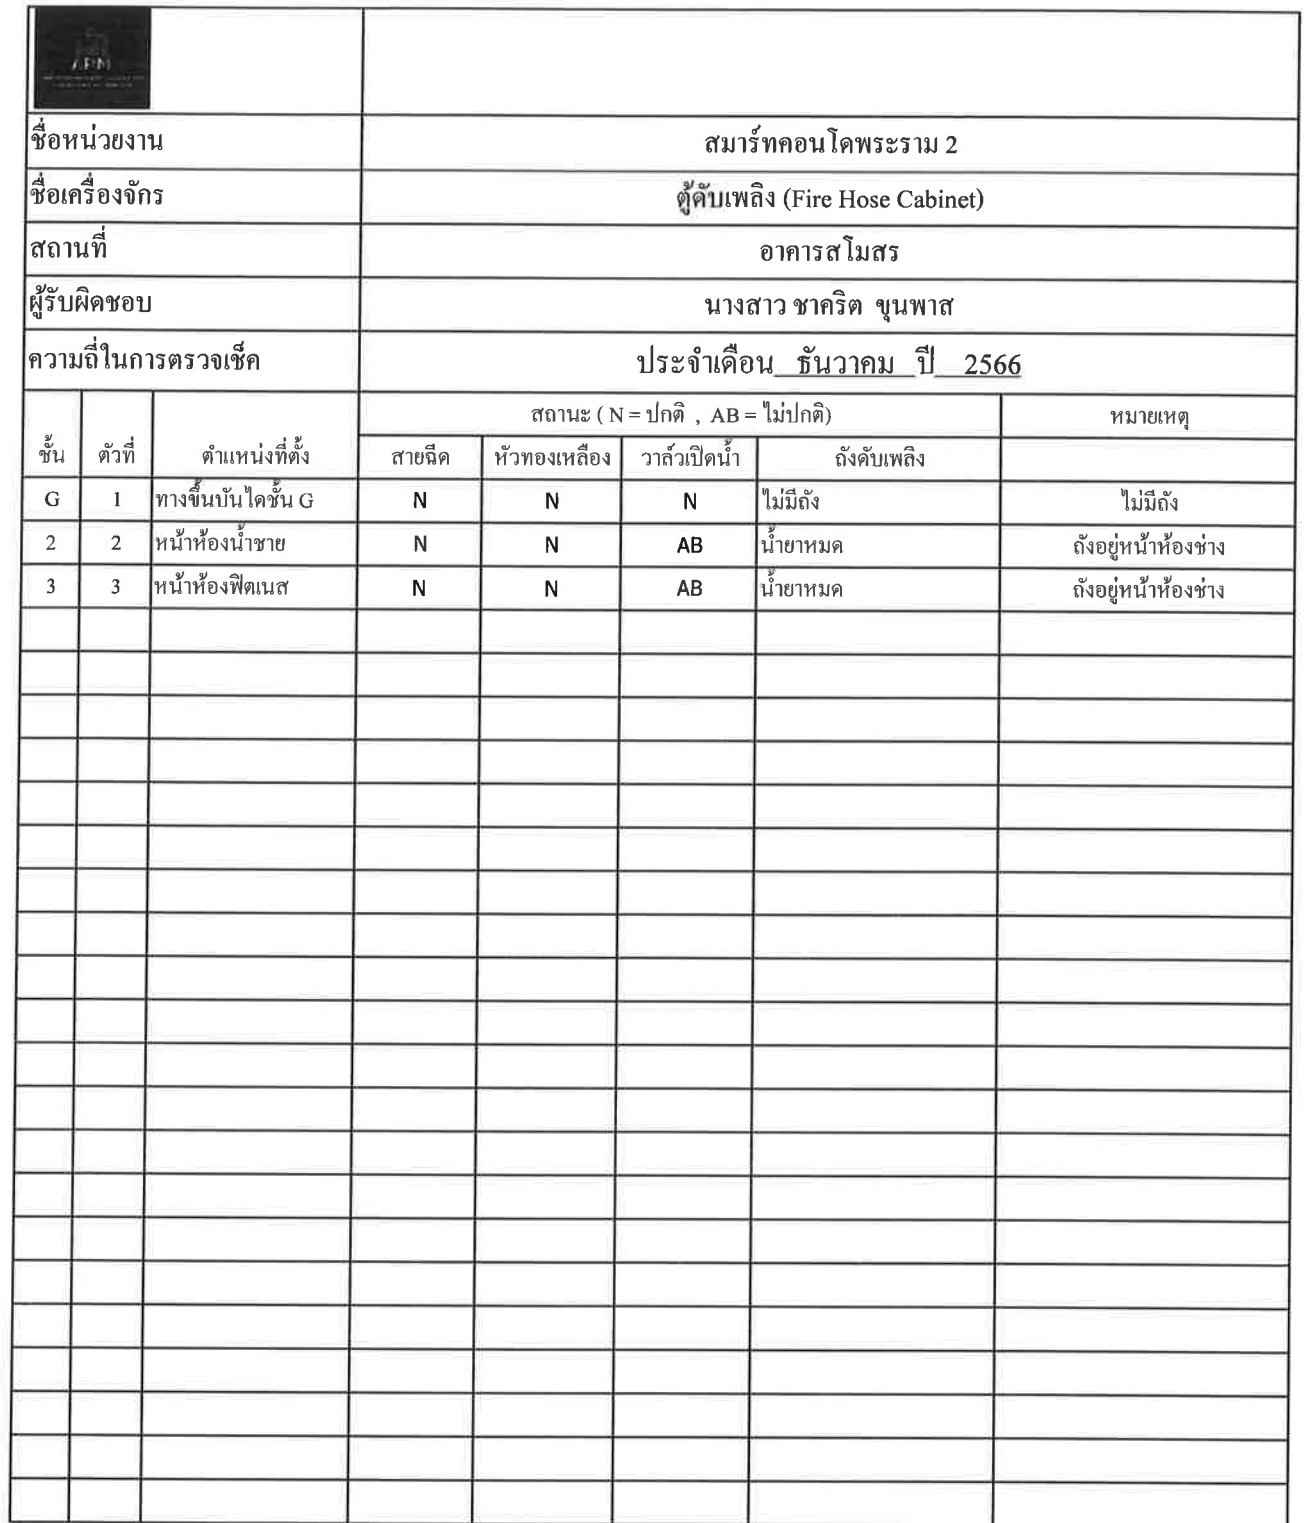 APM
ชื่อหน่วยงาน สมาร์ทคอนโดพระราม 2
ชื่อเครื่องจักร ตู้ดับเพลิง (Fire Hose Cabinet)
สถานที่ อาคารสโมสร
ผู้รับผิดชอบ นางสาว ชาคริต ขุนพาส
ความถี่ในการตรวจเช็ค ประจำเดือน ธันวาคม ปี 2566
สถานะ ( N = ปกติ , AB = ไม่ปกติ) หมายเหตุ
ชั้น ตัวที่ ตำแหน่งที่ตั้ง สายฉีด หัวทองเหลือง วาล์วเปิดน้ำ ถังดับเพลิง
G 1 ทางขึ้นบันไดชั้น G N N N ไม่มีถัง ไม่มีถัง
2 2 หน้าห้องน้ำชาย N N AB น้ำยาหมด ถังอยู่หน้าห้องช่าง
3 3 หน้าห้องฟิตเนส N N AB น้ำยาหมด ถังอยู่หน้าห้องช่าง